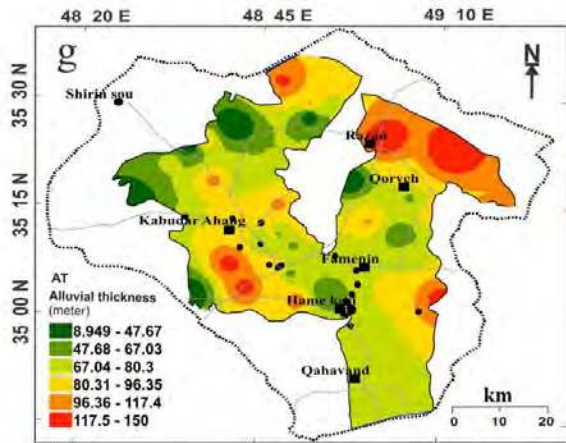 48 20 E
48 45 E
49 10 E
g
N
35 30 N
Shirin sou
Razan
Qorveh
35 15 N
Kabudar Ahang
Famenin
35 00 N
AT
Alluvial thickness
(meter)
8.949 - 47.67
47.68 - 67.03
67.04 - 80.3
80.31 - 96.35
96.36 - 117.4
117.5 - 150
Qahavand
km
0 10 20